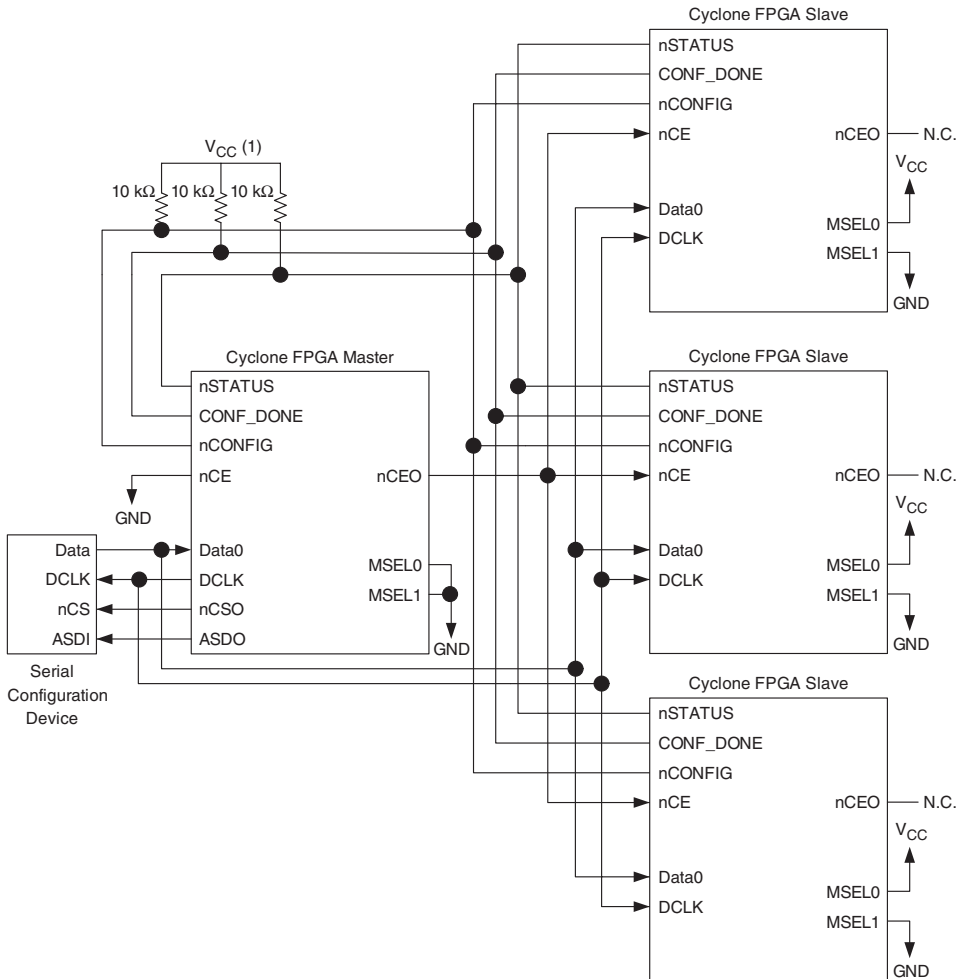 Cyclone FPGA Slave
nSTATUS
CONF_DONE
nCONFIG
nCE
nCEO
N.C.
VCC
Data0
DCLK
MSEL0
MSEL1
GND
VCC (1)
10 kΩ
10 kΩ
10 kΩ
Cyclone FPGA Master
nSTATUS
CONF_DONE
nCONFIG
nCE
nCEO
GND
Data0
DCLK
nCSO
ASDO
MSEL0
MSEL1
GND
Data
DCLK
nCS
ASDI
Serial
Configuration
Device
Cyclone FPGA Slave
nSTATUS
CONF_DONE
nCONFIG
nCE
nCEO
N.C.
VCC
Data0
DCLK
MSEL0
MSEL1
GND
Cyclone FPGA Slave
nSTATUS
CONF_DONE
nCONFIG
nCE
nCEO
N.C.
VCC
Data0
DCLK
MSEL0
MSEL1
GND